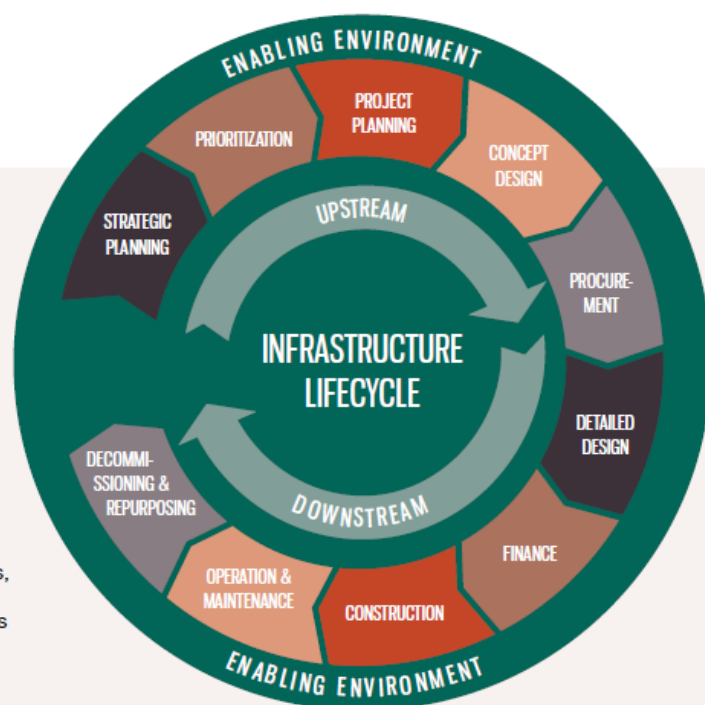 ENABLING ENVIRONMENT
STRATEGIC
PLANNING
PRIORITIZATION
PROJECT
PLANNING
CONCEPT
DESIGN
PROCURE-
MENT
DETAILED
DESIGN
FINANCE
CONSTRUCTION
OPERATION &
MAINTENANCE
DECOMMI-
SSIONING &
REPURPOSING
UPSTREAM
INFRASTRUCTURE
LIFECYCLE
DOWNSTREAM
ENABLING ENVIRONMENT